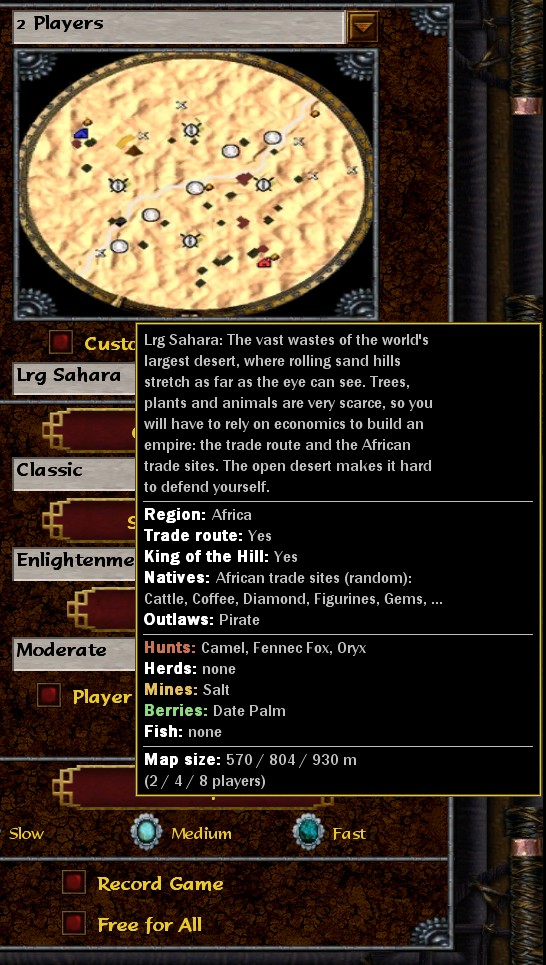 2 Players
Lrg Sahara
Classic
Moderate
Player
Lrg Sahara: The vast wastes of the world's
largest desert, where rolling sand hills
stretch as far as the eye can see. Trees,
plants and animals are very scarce, so you
will have to rely on economics to build an
empire: the trade route and the African
trade sites. The open desert makes it hard
to defend yourself.
Region: Africa
Trade route: Yes
King of the Hill: Yes
Natives: African trade sites (random):
Cattle, Coffee, Diamond, Figurines, Gems, ...
Outlaws: Pirate
Hunts: Camel, Fennec Fox, Oryx
Herds: none
Mines: Salt
Berries: Date Palm
Fish: none
Map size: 570 / 804 / 930 m
(2 / 4 / 8 players)
Slow Medium Fast
Record Game
Free for All